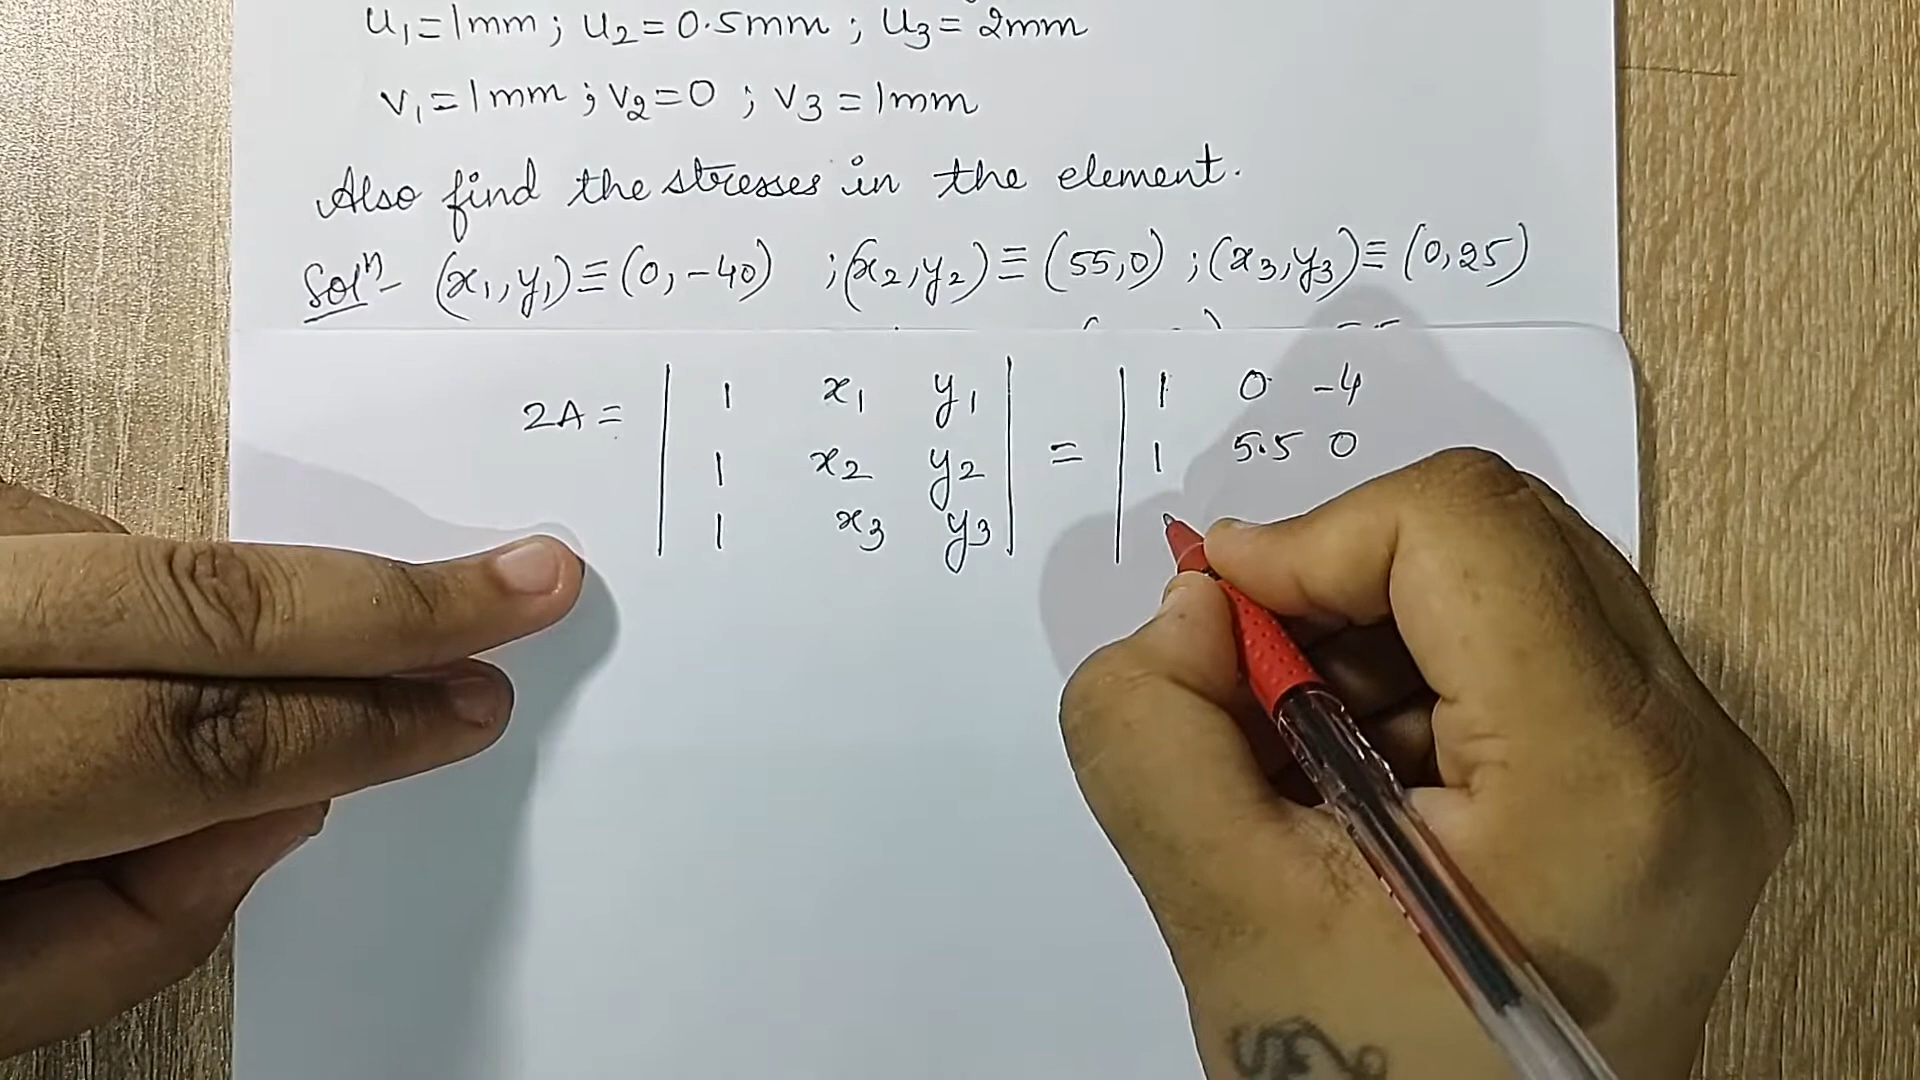 u₁=1mm ; u₂=0.5mm ; u₃=2mm
v₁=1mm ; v₂=0 ; v₃=1mm
Also find the stresses in the element.
Solⁿ- (x₁,y₁)≡(0,-40) ;(x₂,y₂)≡(55,0) ;(x₃,y₃)≡(0,25)
2A = | 1 x₁ y₁ | = | 1 0 -4
1 x₂ y₂ 1 5.5 0
1 x₃ y₃